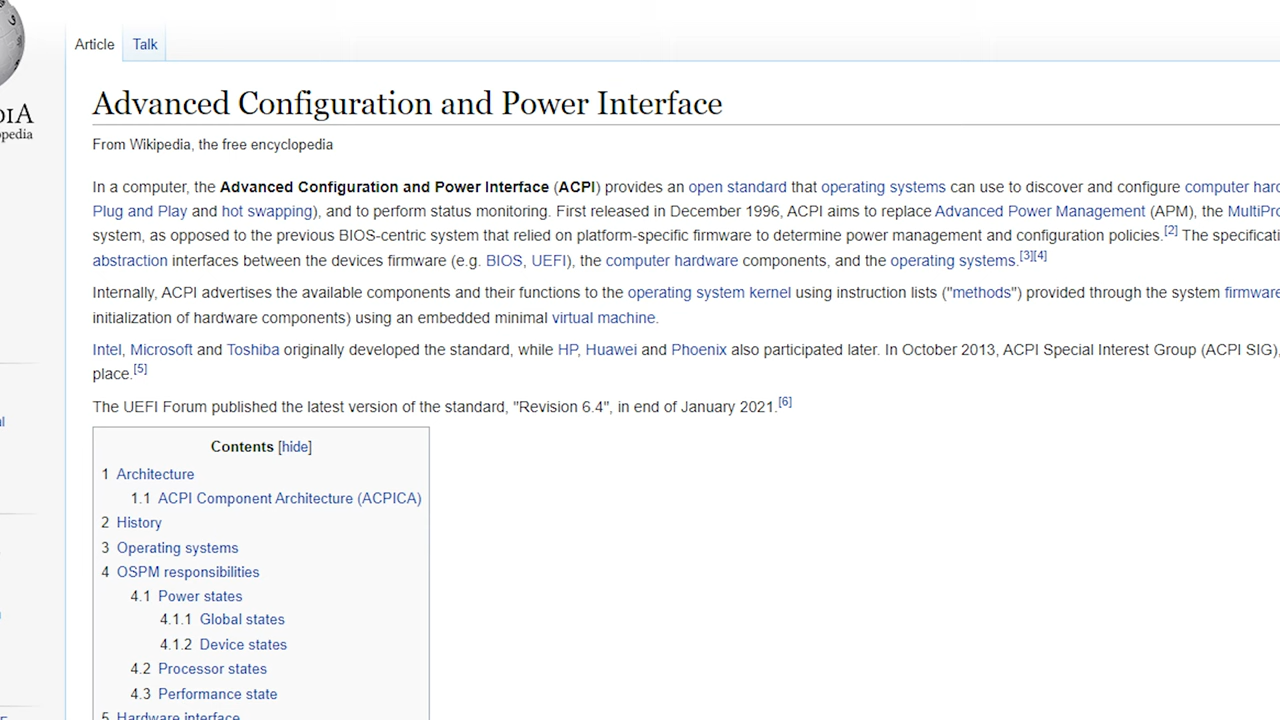 Article Talk
Advanced Configuration and Power Interface
From Wikipedia, the free encyclopedia
In a computer, the Advanced Configuration and Power Interface (ACPI) provides an open standard that operating systems can use to discover and configure computer
Plug and Play and hot swapping), and to perform status monitoring. First released in December 1996, ACPI aims to replace Advanced Power Management (APM), the
system, as opposed to the previous BIOS-centric system that relied on platform-specific firmware to determine power management and configuration policies.[2] The
abstraction interfaces between the devices firmware (e.g. BIOS, UEFI), the computer hardware components, and the operating systems.[3][4]
Internally, ACPI advertises the available components and their functions to the operating system kernel using instruction lists ("methods") provided through the system firmware
initialization of hardware components) using an embedded minimal virtual machine.
Intel, Microsoft and Toshiba originally developed the standard, while HP, Huawei and Phoenix also participated later. In October 2013, ACPI Special Interest Group (ACPI SIG),
place.[5]
The UEFI Forum published the latest version of the standard, "Revision 6.4", in end of January 2021.[6]
Contents [hide]
1 Architecture
1.1 ACPI Component Architecture (ACPICA)
2 History
3 Operating systems
4 OSPM responsibilities
4.1 Power states
4.1.1 Global states
4.1.2 Device states
4.2 Processor states
4.3 Performance state
5 Hardware interface